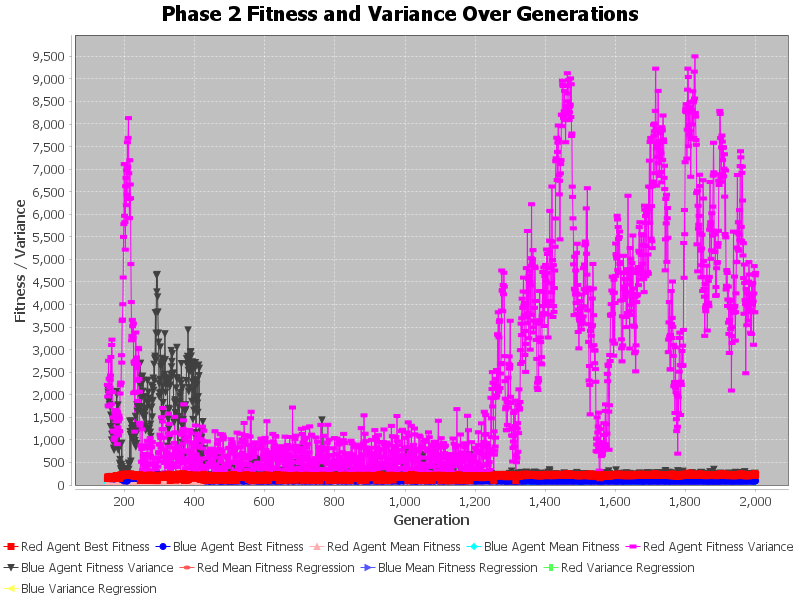 Phase 2 Fitness and Variance Over Generations
Fitness / Variance
9,500
9,000
8,500
8,000
7,500
7,000
6,500
6,000
5,500
5,000
4,500
4,000
3,500
3,000
2,500
2,000
1,500
1,000
500
0
200 400 600 800 1,000 1,200 1,400 1,600 1,800 2,000
Generation
Red Agent Best Fitness Blue Agent Best Fitness Red Agent Mean Fitness Blue Agent Mean Fitness Red Agent Fitness Variance
Blue Agent Fitness Variance Red Mean Fitness Regression Blue Mean Fitness Regression Red Variance Regression
Blue Variance Regression